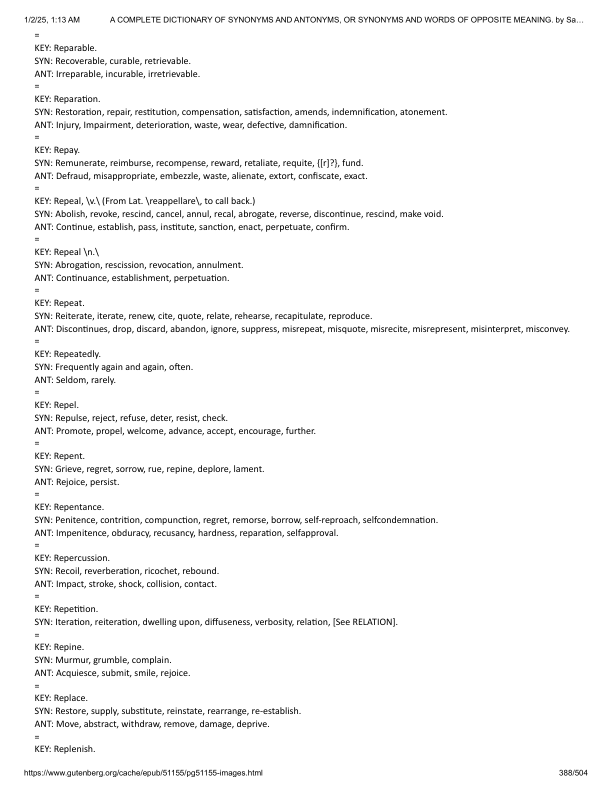 1/2/25, 1:13 AM A COMPLETE DICTIONARY OF SYNONYMS AND ANTONYMS, OR SYNONYMS AND WORDS OF OPPOSITE MEANING. by Sa…
=
KEY: Reparable.
SYN: Recoverable, curable, retrievable.
ANT: Irreparable, incurable, irretrievable.
=
KEY: Reparation.
SYN: Restoration, repair, restitution, compensation, satisfaction, amends, indemnification, atonement.
ANT: Injury, Impairment, deterioration, waste, wear, defective, damnification.
=
KEY: Repay.
SYN: Remunerate, reimburse, recompense, reward, retaliate, requite, {[r]?}, fund.
ANT: Defraud, misappropriate, embezzle, waste, alienate, extort, confiscate, exact.
=
KEY: Repeal, \v.\ (From Lat. \reappellare\, to call back.)
SYN: Abolish, revoke, rescind, cancel, annul, recal, abrogate, reverse, discontinue, rescind, make void.
ANT: Continue, establish, pass, institute, sanction, enact, perpetuate, confirm.
=
KEY: Repeal \n.\
SYN: Abrogation, rescission, revocation, annulment.
ANT: Continuance, establishment, perpetuation.
=
KEY: Repeat.
SYN: Reiterate, iterate, renew, cite, quote, relate, rehearse, recapitulate, reproduce.
ANT: Discontinues, drop, discard, abandon, ignore, suppress, misrepeat, misquote, misrecite, misrepresent, misinterpret, misconvey.
=
KEY: Repeatedly.
SYN: Frequently again and again, often.
ANT: Seldom, rarely.
=
KEY: Repel.
SYN: Repulse, reject, refuse, deter, resist, check.
ANT: Promote, propel, welcome, advance, accept, encourage, further.
=
KEY: Repent.
SYN: Grieve, regret, sorrow, rue, repine, deplore, lament.
ANT: Rejoice, persist.
=
KEY: Repentance.
SYN: Penitence, contrition, compunction, regret, remorse, borrow, self-reproach, selfcondemnation.
ANT: Impenitence, obduracy, recusancy, hardness, reparation, selfapproval.
=
KEY: Repercussion.
SYN: Recoil, reverberation, ricochet, rebound.
ANT: Impact, stroke, shock, collision, contact.
=
KEY: Repetition.
SYN: Iteration, reiteration, dwelling upon, diffuseness, verbosity, relation, [See RELATION].
=
KEY: Repine.
SYN: Murmur, grumble, complain.
ANT: Acquiesce, submit, smile, rejoice.
=
KEY: Replace.
SYN: Restore, supply, substitute, reinstate, rearrange, re-establish.
ANT: Move, abstract, withdraw, remove, damage, deprive.
=
KEY: Replenish.
https://www.gutenberg.org/cache/epub/51155/pg51155-images.html 388/504